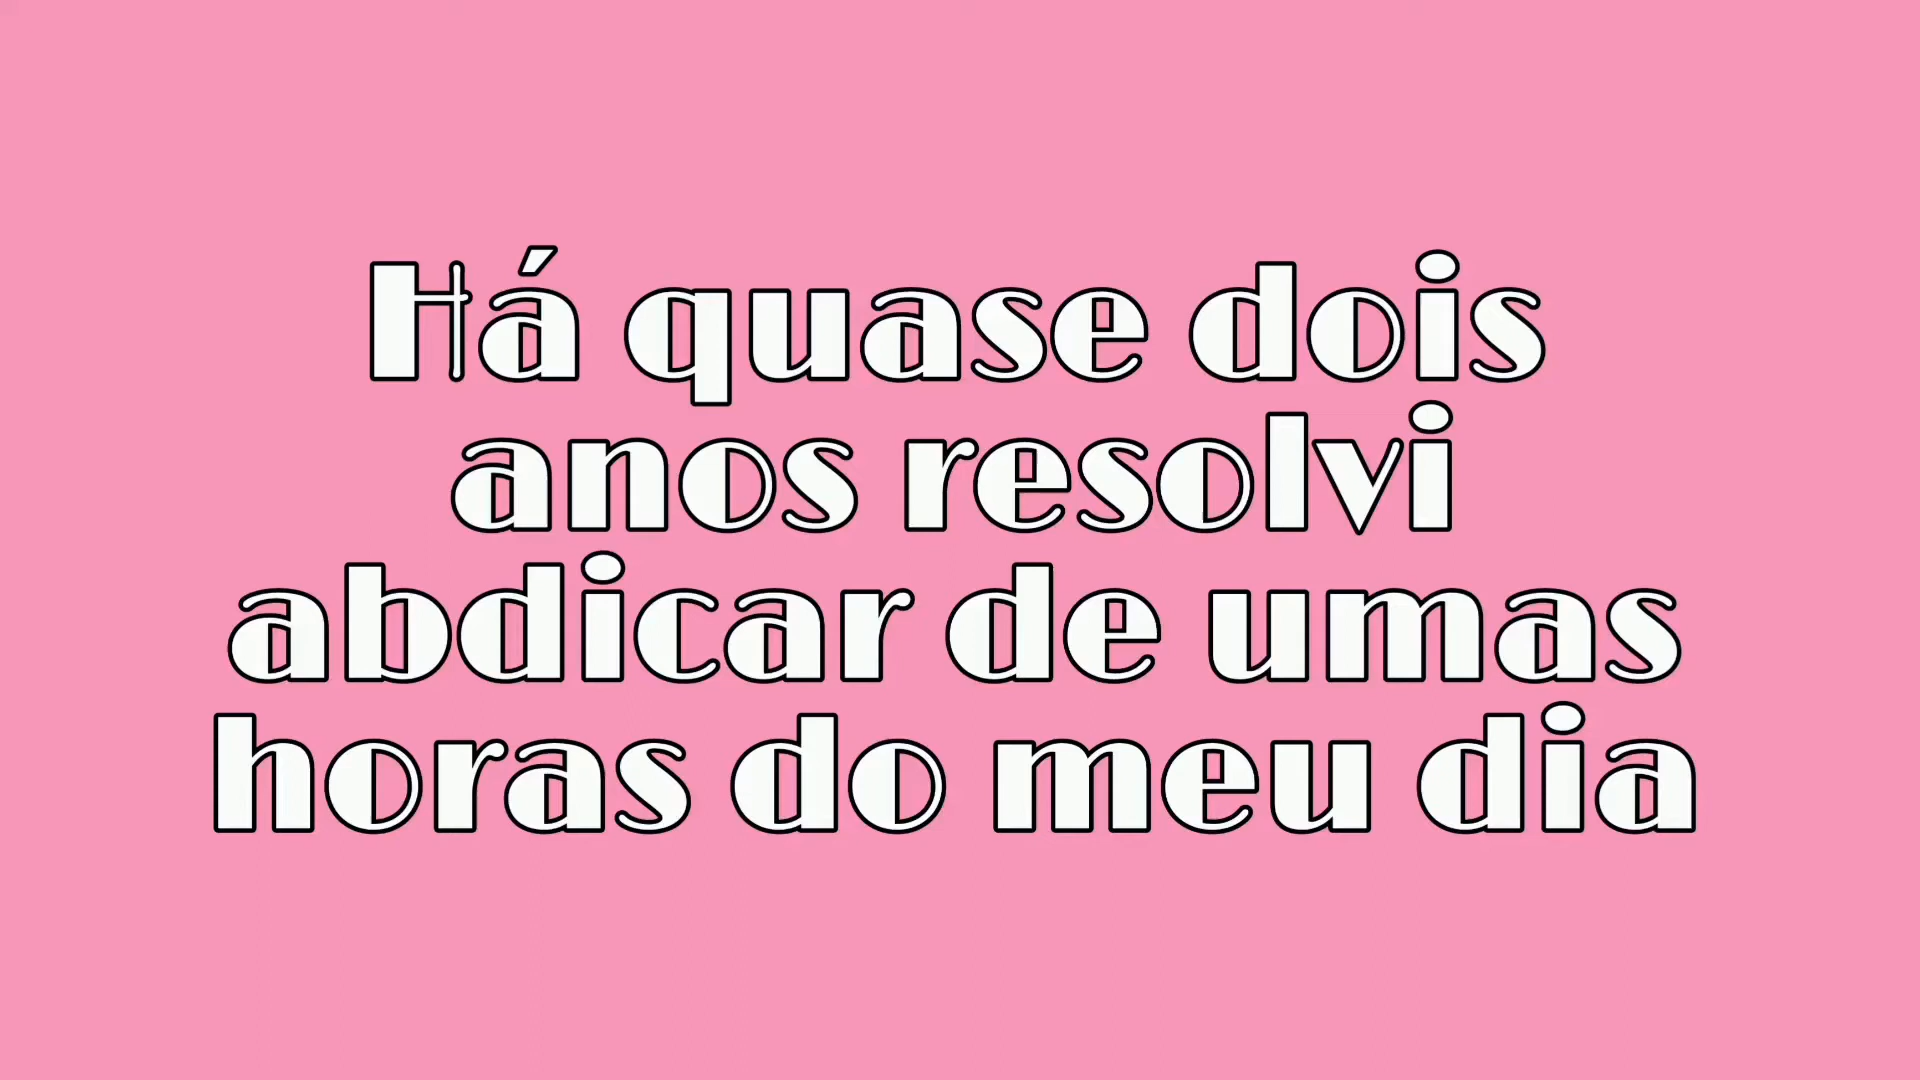 Há quase dois
anos resolvi
abdicar de umas
horas do meu dia